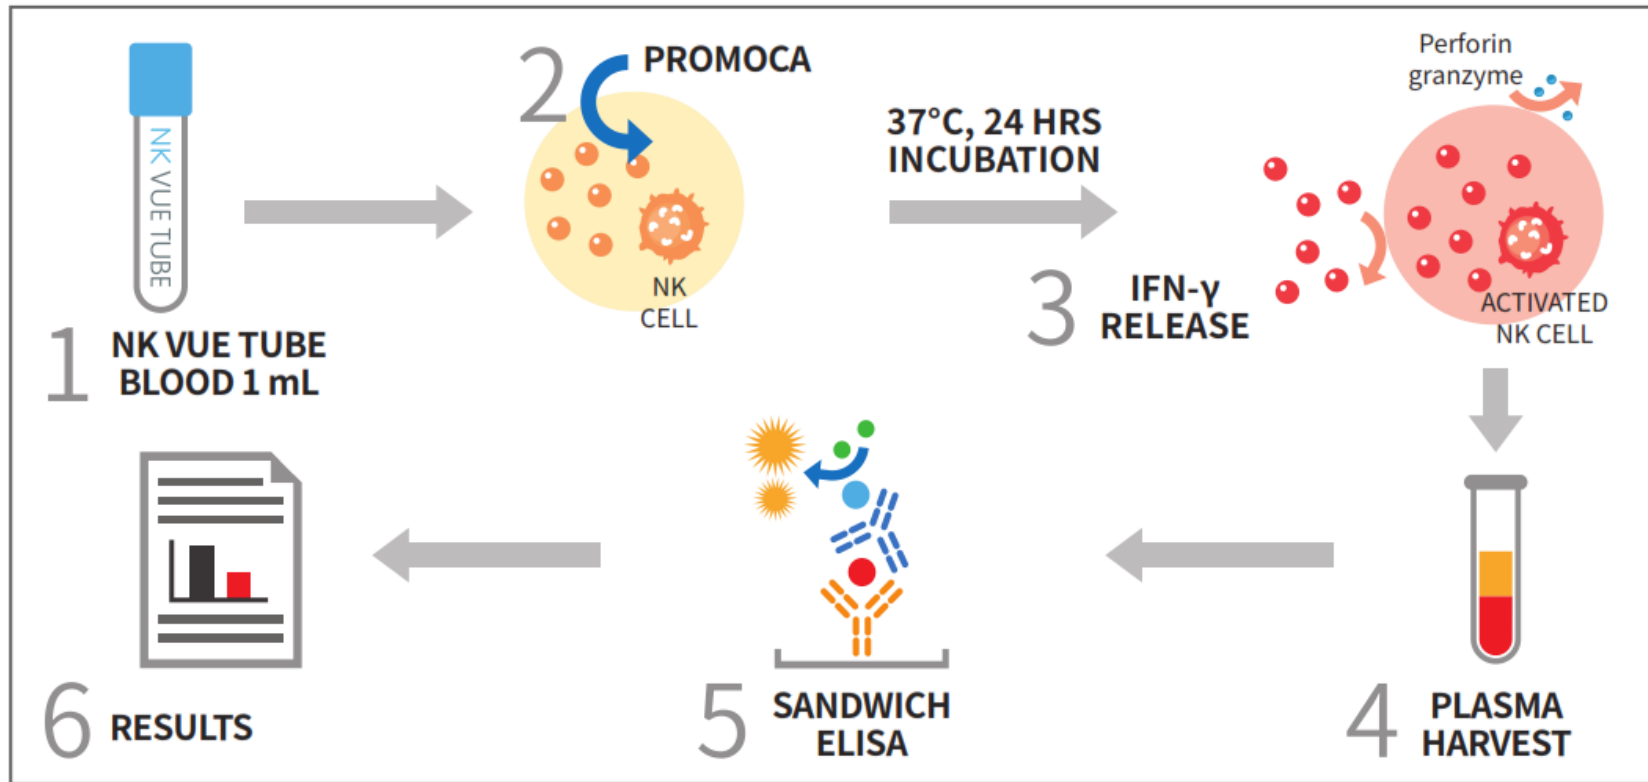 NK VUE TUBE
1
NK VUE TUBE
BLOOD 1 mL
2
PROMOCA
NK
CELL
37°C, 24 HRS
INCUBATION
3
IFN-γ
RELEASE
Perforin
granzyme
ACTIVATED
NK CELL
4
PLASMA
HARVEST
5
SANDWICH
ELISA
6
RESULTS